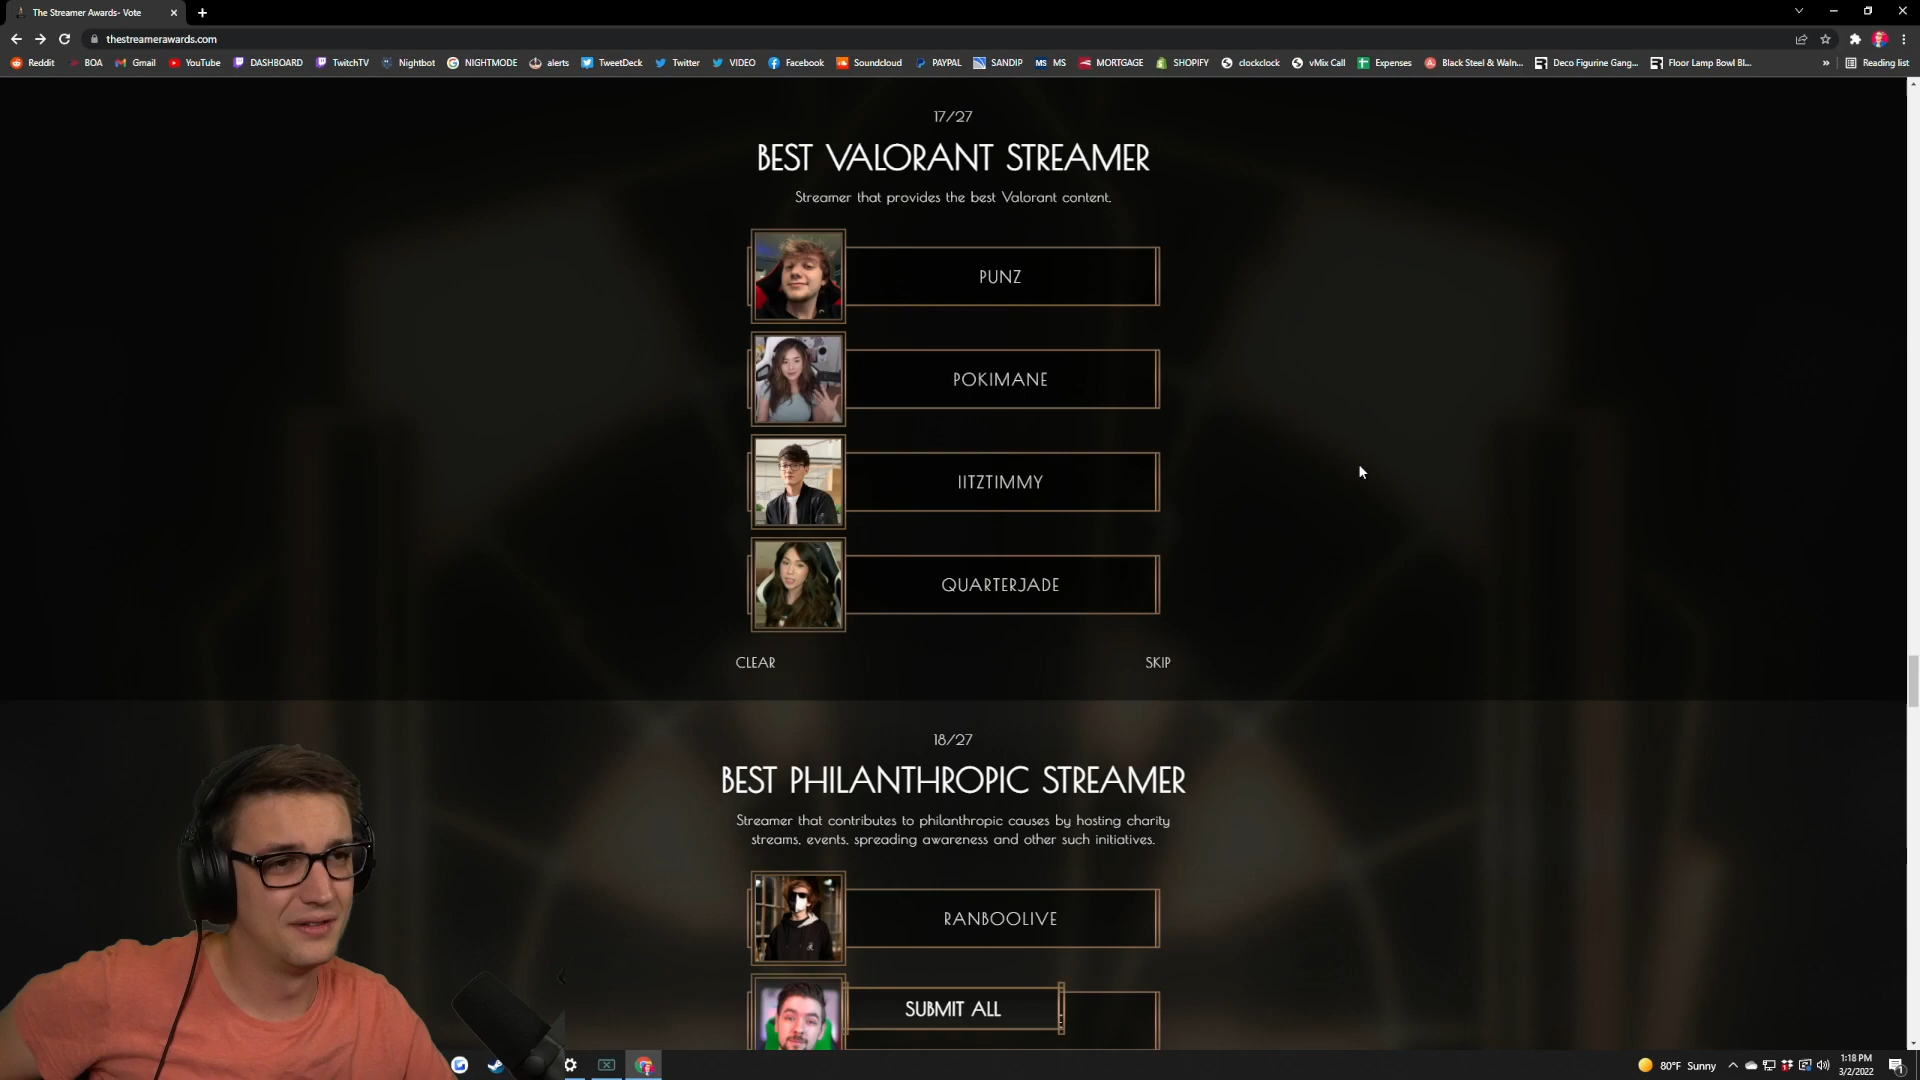 The Streamer Awards- Vote
thestreamerawards.com
Reddit BOA Gmail YouTube DASHBOARD TwitchTV Nightbot NIGHTMODE alerts TweetDeck Twitter VIDEO Facebook Soundcloud PAYPAL SANDIP MS MS MORTGAGE SHOPIFY clockclock vMix Call Expenses Black Steel & Waln... Deco Figurine Gang... Floor Lamp Bowl Bl... » Reading list
17/27
BEST VALORANT STREAMER
Streamer that provides the best Valorant content.
PUNZ
POKIMANE
IITZTIMMY
QUARTERJADE
CLEAR SKIP
18/27
BEST PHILANTHROPIC STREAMER
Streamer that contributes to philanthropic causes by hosting charity
streams, events, spreading awareness and other such initiatives.
RANBOOLIVE
SUBMIT ALL
80°F Sunny
1:18 PM
3/2/2022